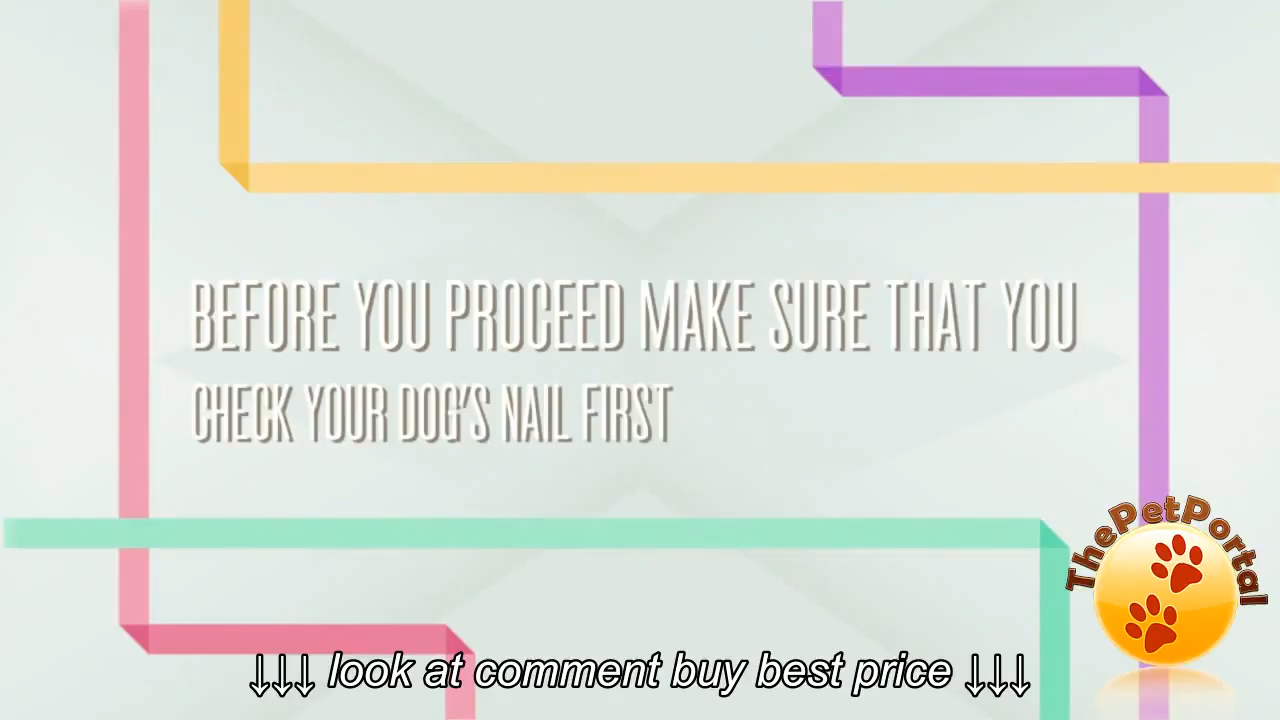 BEFORE YOU PROCEED MAKE SURE THAT YOU
CHECK YOUR DOG'S NAIL FIRST
ThePetPortal
↓↓↓ look at comment buy best price ↓↓↓